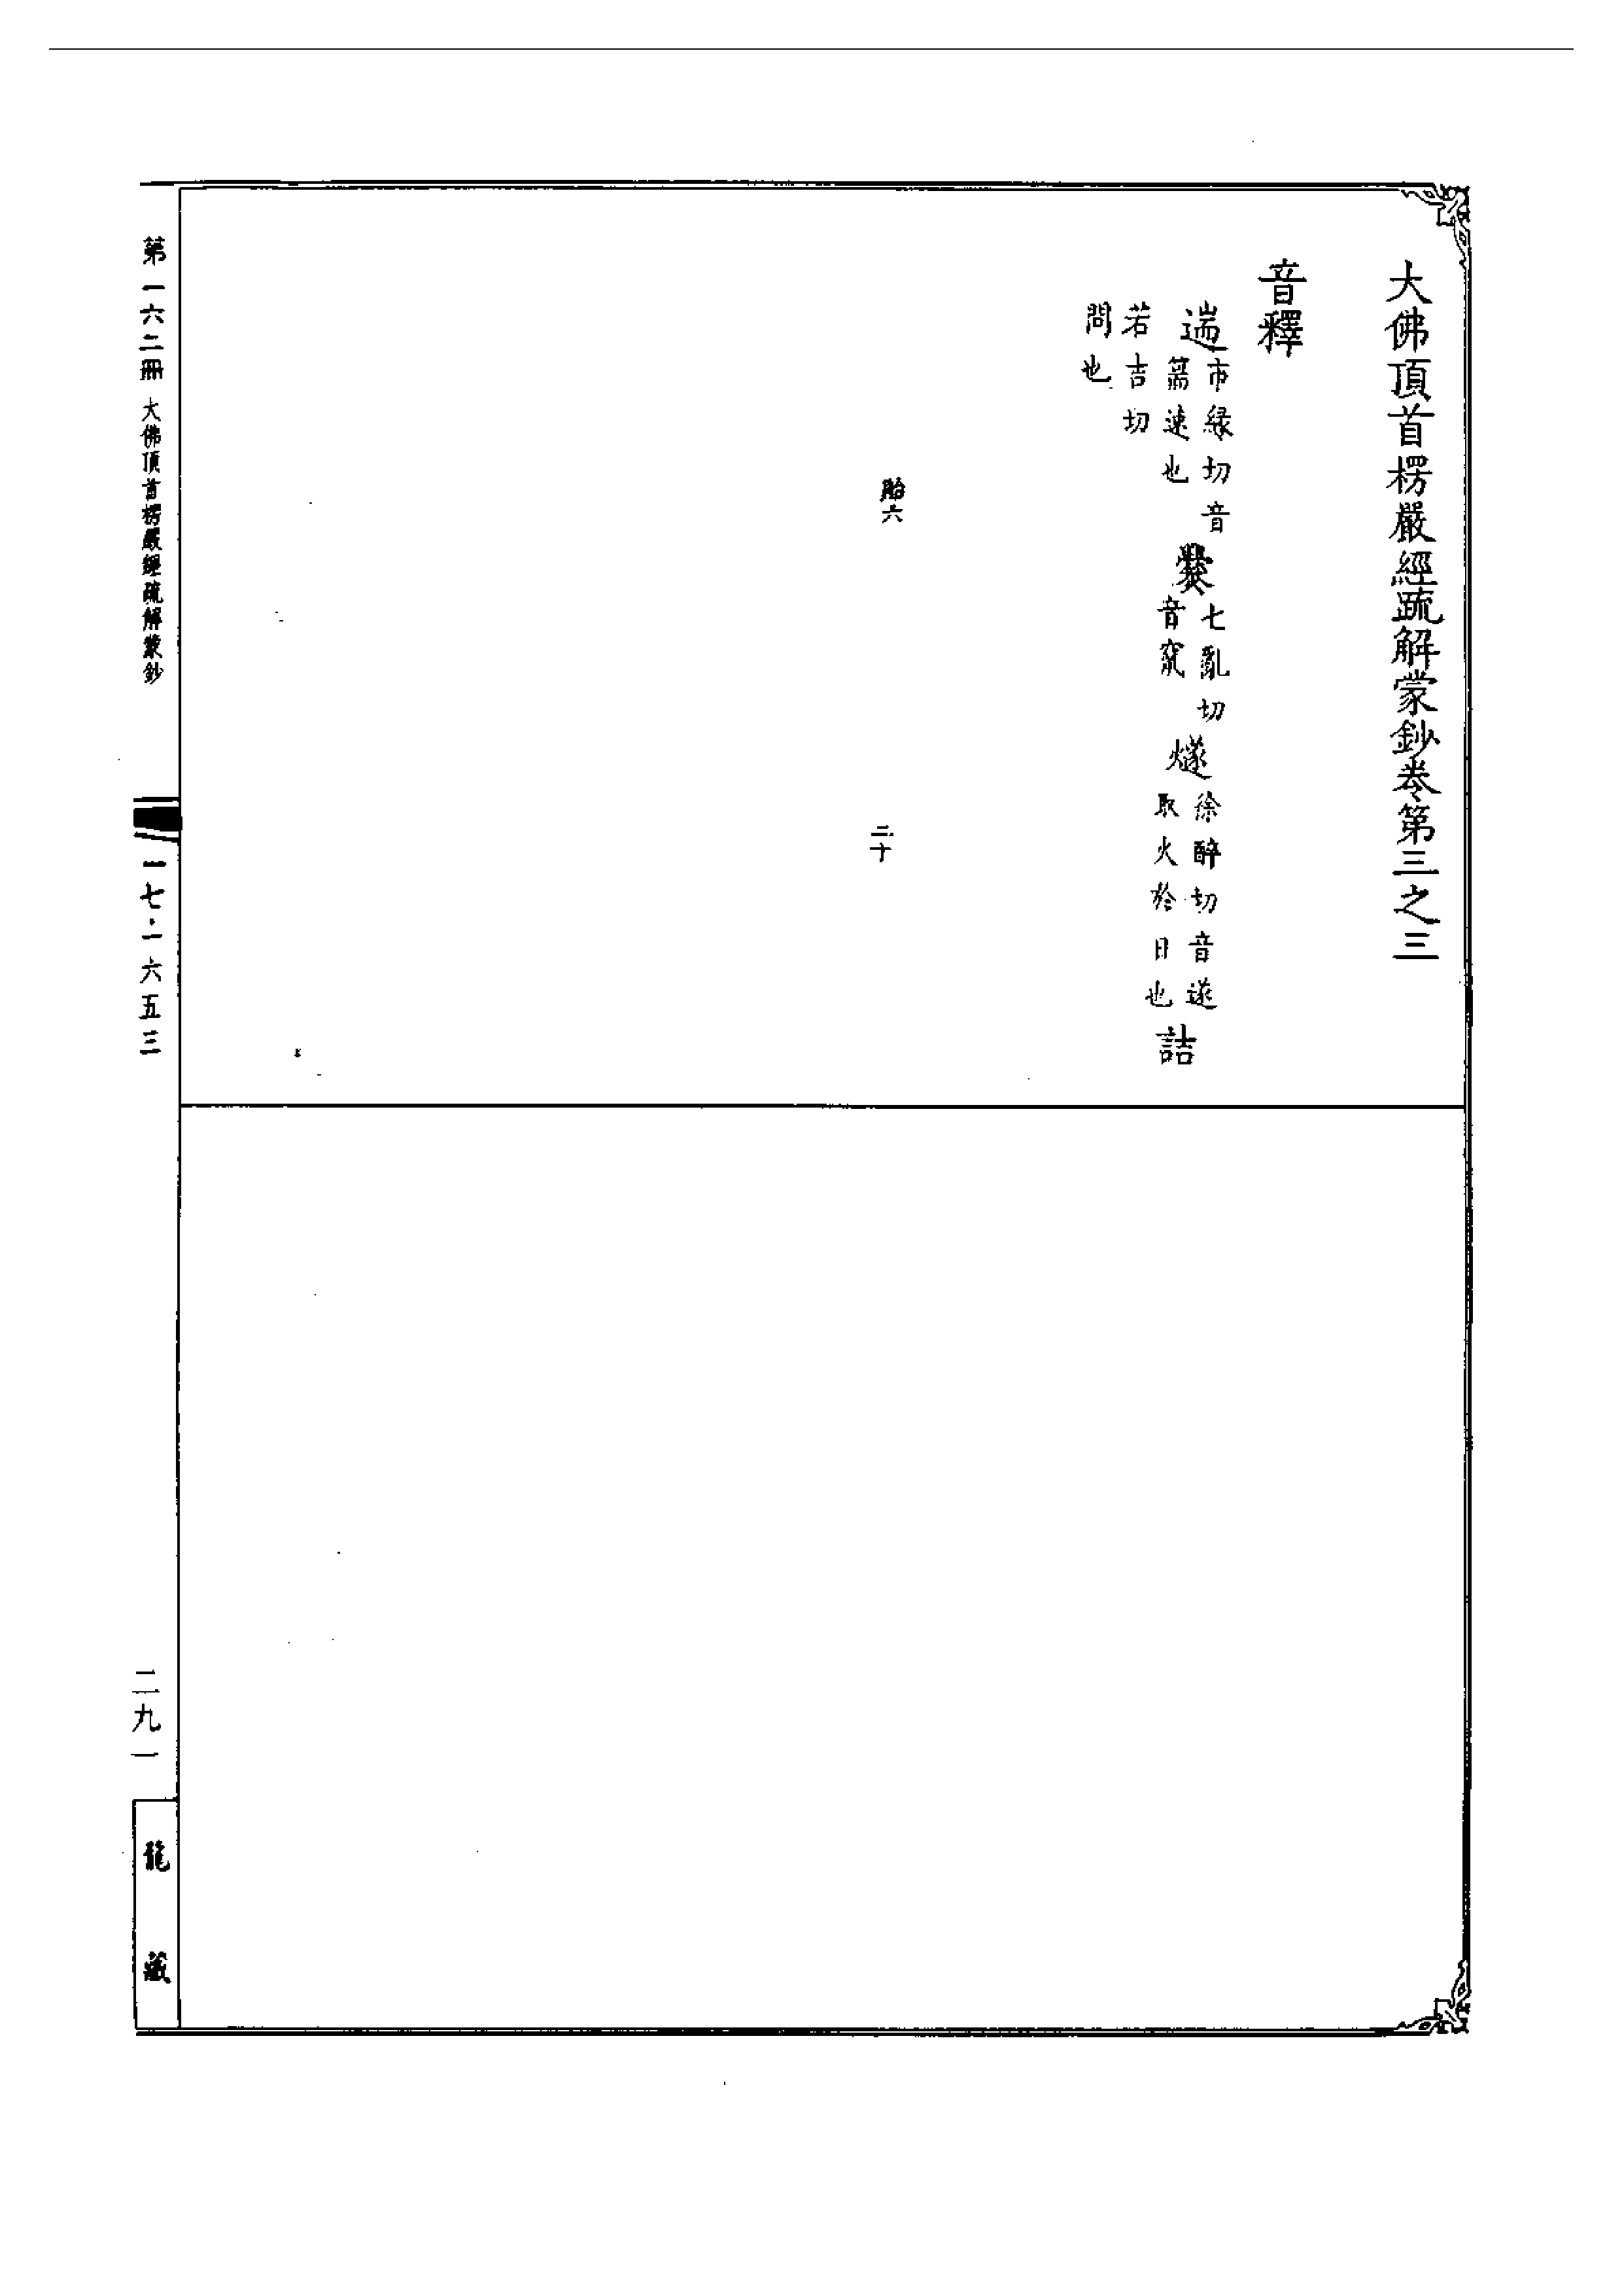 大佛頂首楞嚴經疏解蒙鈔卷第三之三
音釋
遄市緣切音篅速也 爨七亂切音竄 燧徐醉切音遂取火於日也 詰
若吉切問也
胎六
二十
第一六二冊 大佛頂首楞嚴經疏解蒙鈔
一七·一六五三
二九一
龍藏